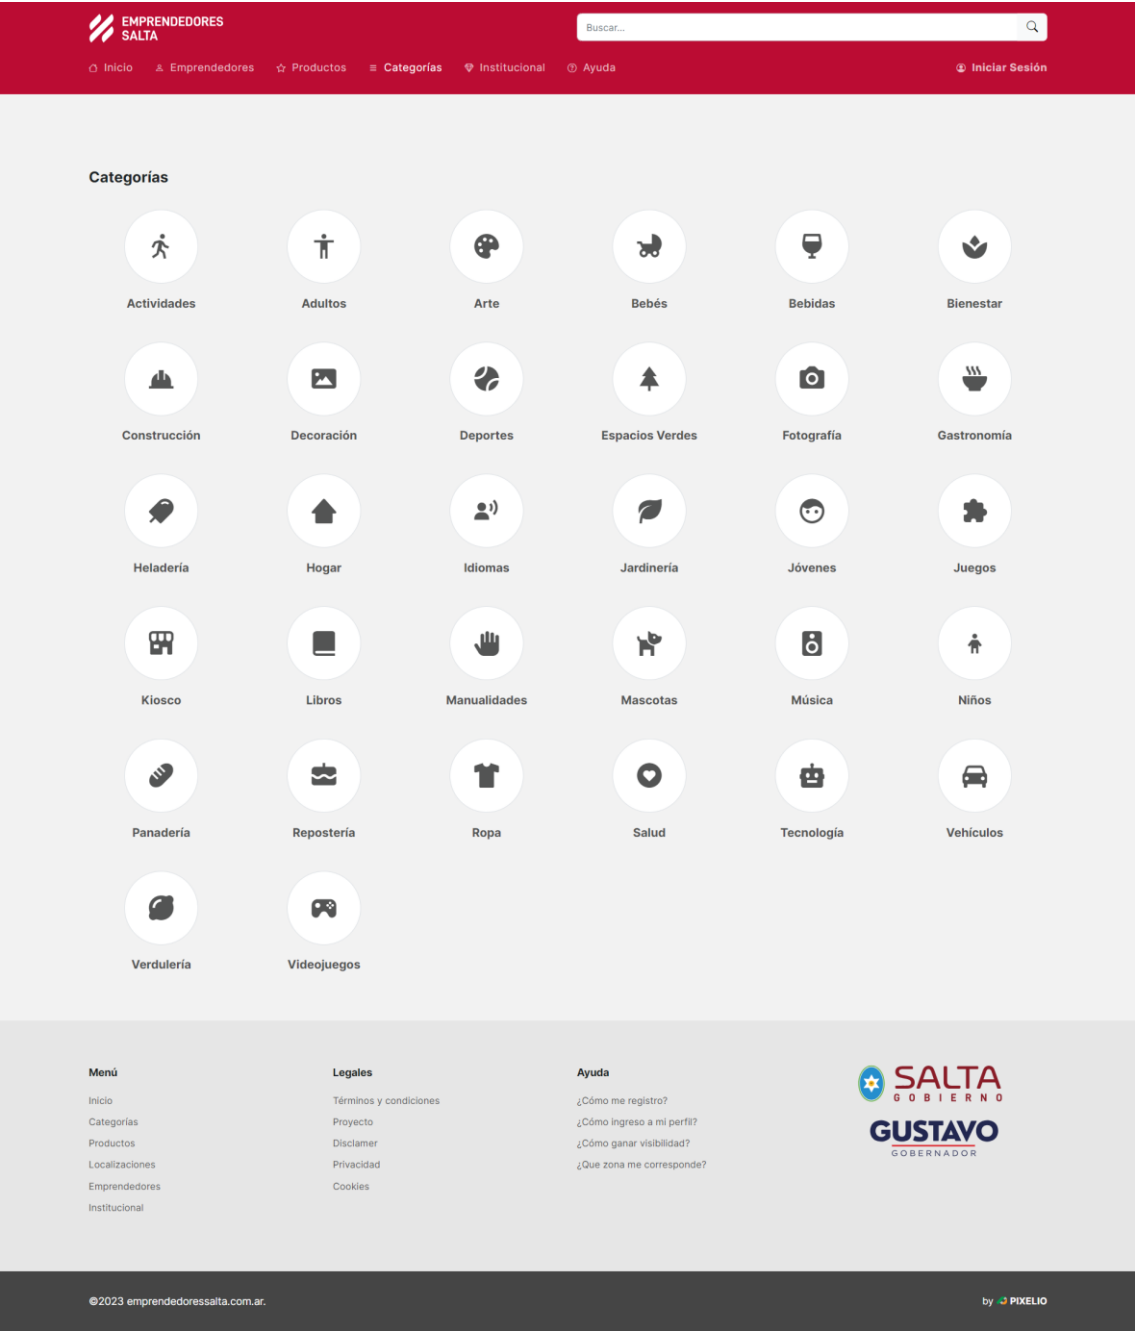 EMPRENDEDORES
SALTA
Buscar...
Inicio Emprendedores Productos Categorías Institucional Ayuda Iniciar Sesión
Categorías
Actividades Adultos Arte Bebés Bebidas Bienestar
Construcción Decoración Deportes Espacios Verdes Fotografía Gastronomía
Heladería Hogar Idiomas Jardinería Jóvenes Juegos
Kiosco Libros Manualidades Mascotas Música Niños
Panadería Repostería Ropa Salud Tecnología Vehículos
Verdulería Videojuegos
Menú
Inicio
Categorías
Productos
Localizaciones
Emprendedores
Institucional
Legales
Términos y condiciones
Proyecto
Disclamer
Privacidad
Cookies
Ayuda
¿Cómo me registro?
¿Cómo ingreso a mi perfil?
¿Cómo ganar visibilidad?
¿Que zona me corresponde?
SALTA
GOBIERNO
GUSTAVO
GOBERNADOR
©2023 emprendedoressalta.com.ar.
by PIXELIO